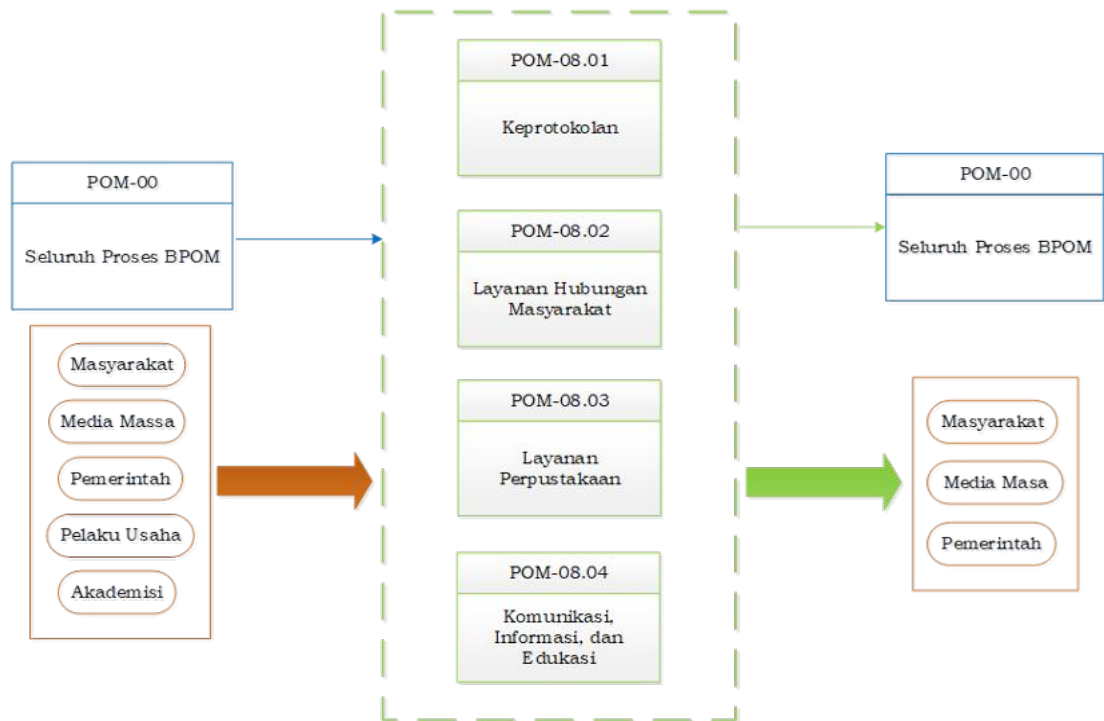 POM-00
Seluruh Proses BPOM
Masyarakat
Media Massa
Pemerintah
Pelaku Usaha
Akademisi
POM-08.01
Keprotokolan
POM-08.02
Layanan Hubungan
Masyarakat
POM-08.03
Layanan
Perpustakaan
POM-08.04
Komunikasi,
Informasi, dan
Edukasi
POM-00
Seluruh Proses BPOM
Masyarakat
Media Masa
Pemerintah